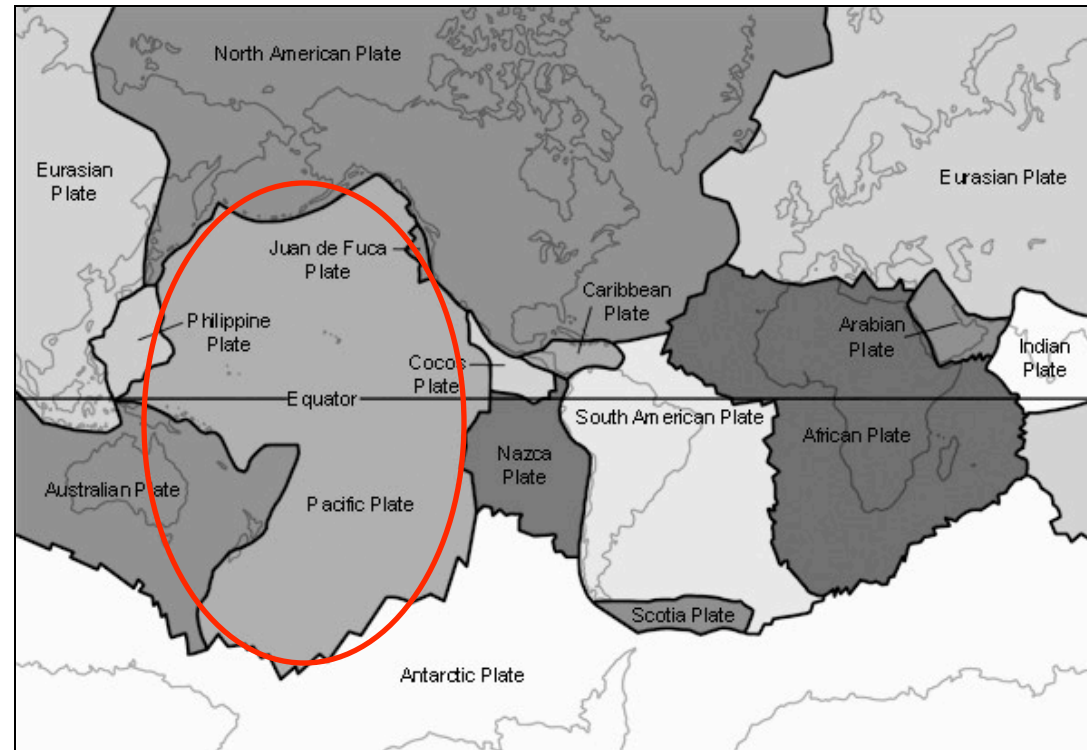 North American Plate
Eurasian
Plate
Eurasian Plate
Juan de Fuca
Plate
Caribbean
Plate
Philippine
Plate
Arabian
Plate
Indian
Plate
Cocos
Plate
Equator
South American Plate
African Plate
Nazca
Plate
Australian Plate
Pacific Plate
Scotia Plate
Antarctic Plate